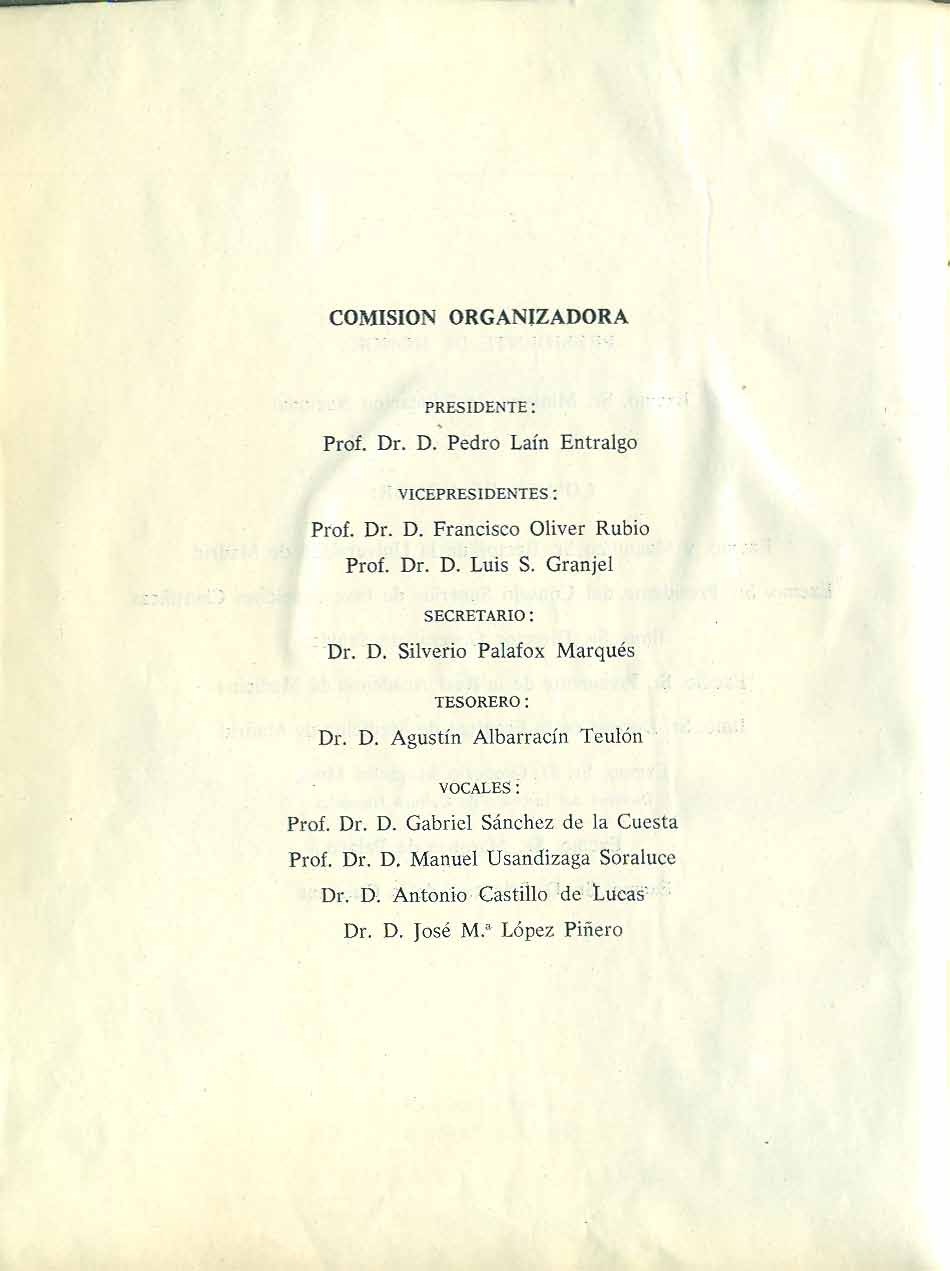 COMISION ORGANIZADORA
PRESIDENTE:
Prof. Dr. D. Pedro Laín Entralgo
VICEPRESIDENTES:
Prof. Dr. D. Francisco Oliver Rubio
Prof. Dr. D. Luis S. Granjel
SECRETARIO:
Dr. D. Silverio Palafox Marqués
TESORERO:
Dr. D. Agustín Albarracín Teulón
VOCALES:
Prof. Dr. D. Gabriel Sánchez de la Cuesta
Prof. Dr. D. Manuel Usandizaga Soraluce
Dr. D. Antonio Castillo de Lucas
Dr. D. José M.ª López Piñero